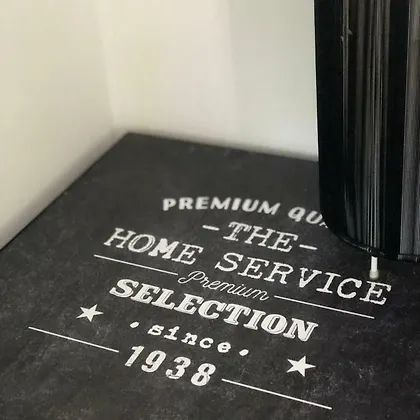 PREMIUM
-THE-
HOME SERVICE
Premium
SELECTION
• since •
1938